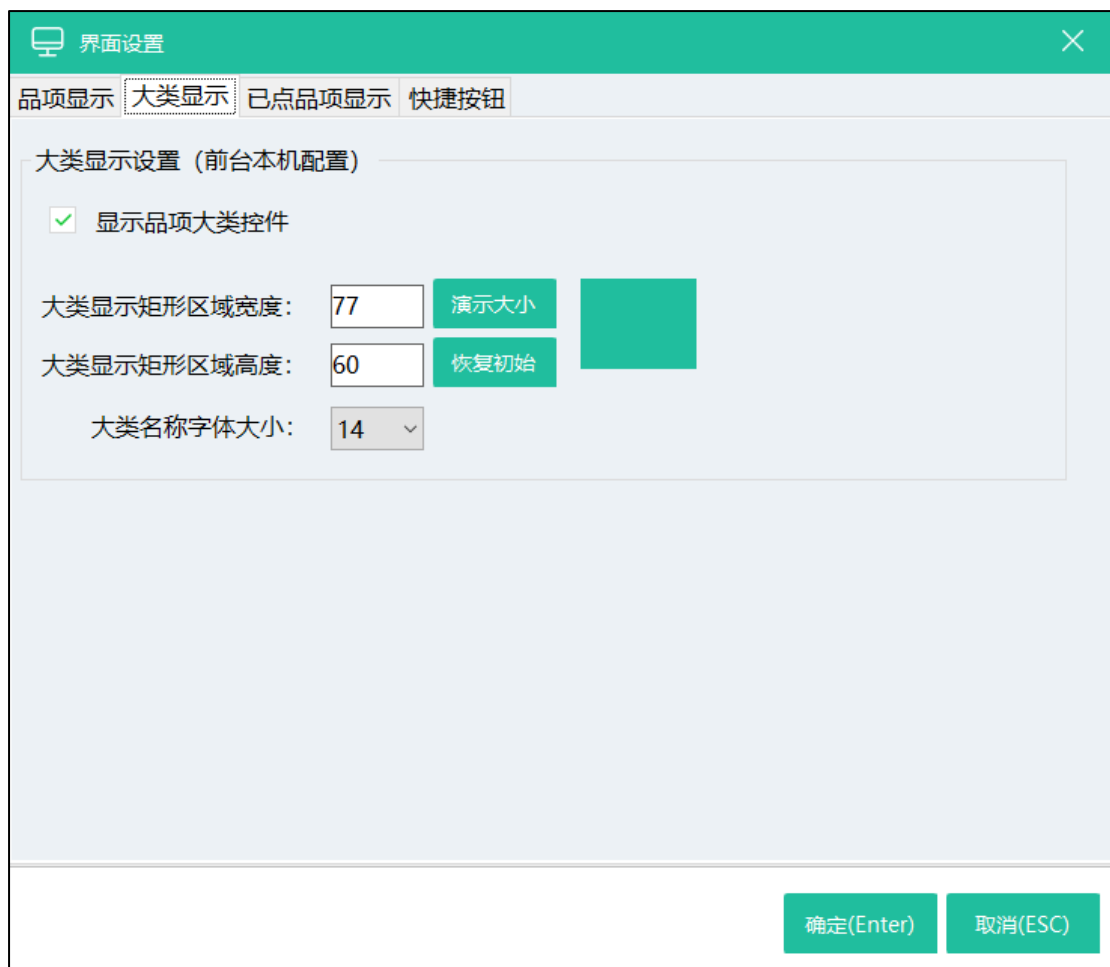 界面设置
品项显示 大类显示 已点品项显示 快捷按钮
大类显示设置（前台本机配置）
显示品项大类控件
大类显示矩形区域宽度： 77 演示大小
大类显示矩形区域高度： 60 恢复初始
大类名称字体大小： 14
确定(Enter) 取消(ESC)